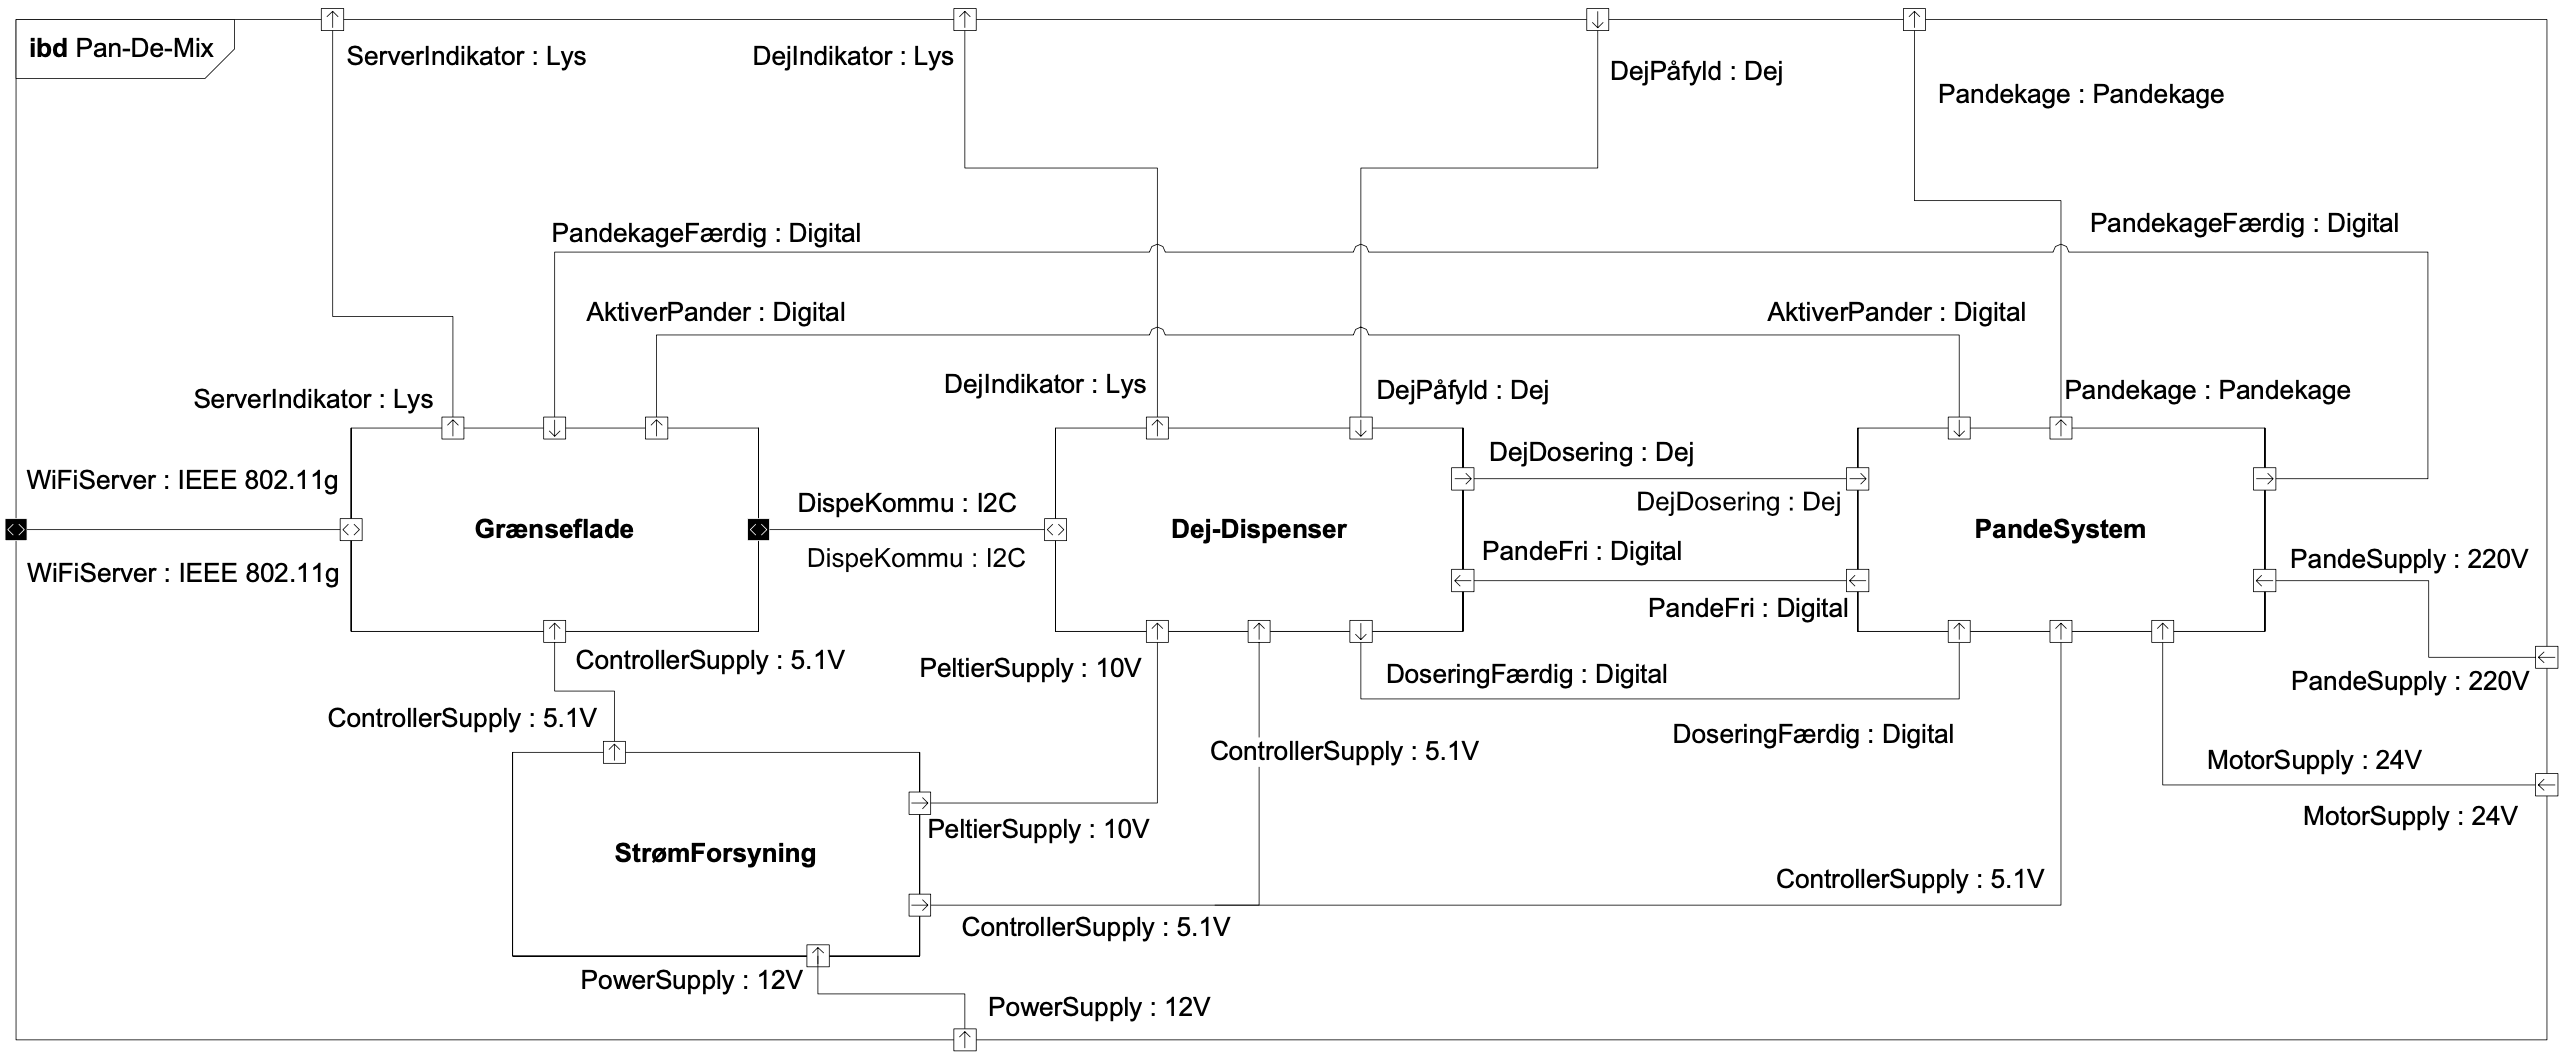 ibd Pan-De-Mix
ServerIndikator : Lys
DejIndikator : Lys
DejPåfyld : Dej
Pandekage : Pandekage
PandekageFærdig : Digital
PandekageFærdig : Digital
AktiverPander : Digital
AktiverPander : Digital
ServerIndikator : Lys
DejIndikator : Lys
DejPåfyld : Dej
Pandekage : Pandekage
WiFiServer : IEEE 802.11g
WiFiServer : IEEE 802.11g
Grænseflade
DispeKommu : I2C
DispeKommu : I2C
Dej-Dispenser
DejDosering : Dej
DejDosering : Dej
PandeFri : Digital
PandeFri : Digital
PandeSystem
PandeSupply : 220V
PandeSupply : 220V
ControllerSupply : 5.1V
ControllerSupply : 5.1V
PeltierSupply : 10V
DoseringFærdig : Digital
DoseringFærdig : Digital
ControllerSupply : 5.1V
MotorSupply : 24V
MotorSupply : 24V
StrømForsyning
PeltierSupply : 10V
ControllerSupply : 5.1V
ControllerSupply : 5.1V
PowerSupply : 12V
PowerSupply : 12V